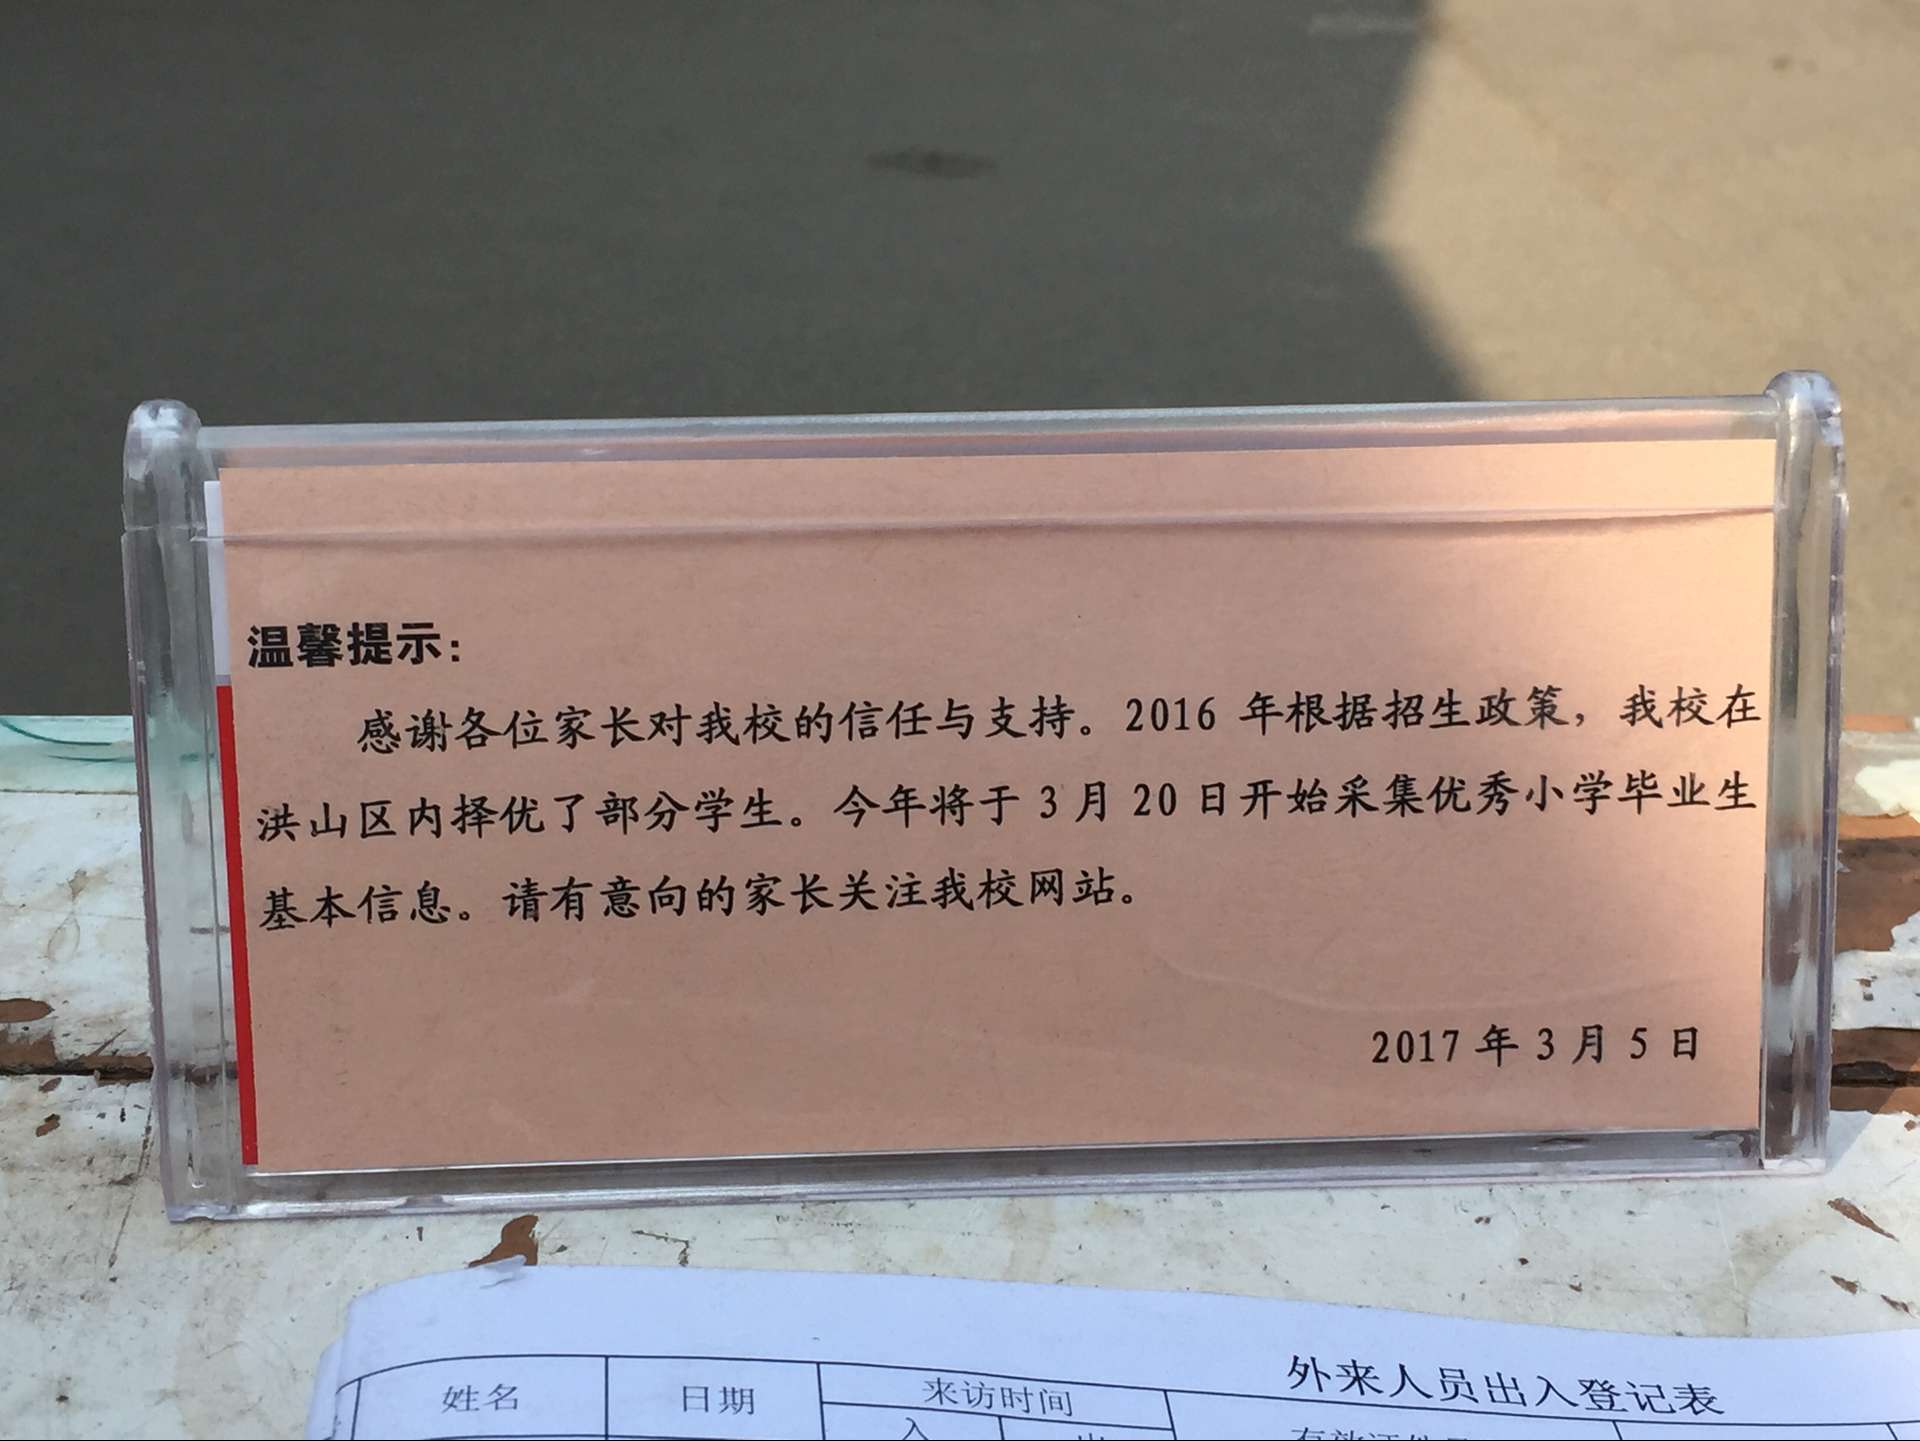 温馨提示：
感谢各位家长对我校的信任与支持。2016 年根据招生政策，我校在
洪山区内择优了部分学生。今年将于 3 月 20 日开始采集优秀小学毕业生
基本信息。请有意向的家长关注我校网站。
2017 年 3 月 5 日
外来人员出入登记表
姓名 日期 来访时间
入